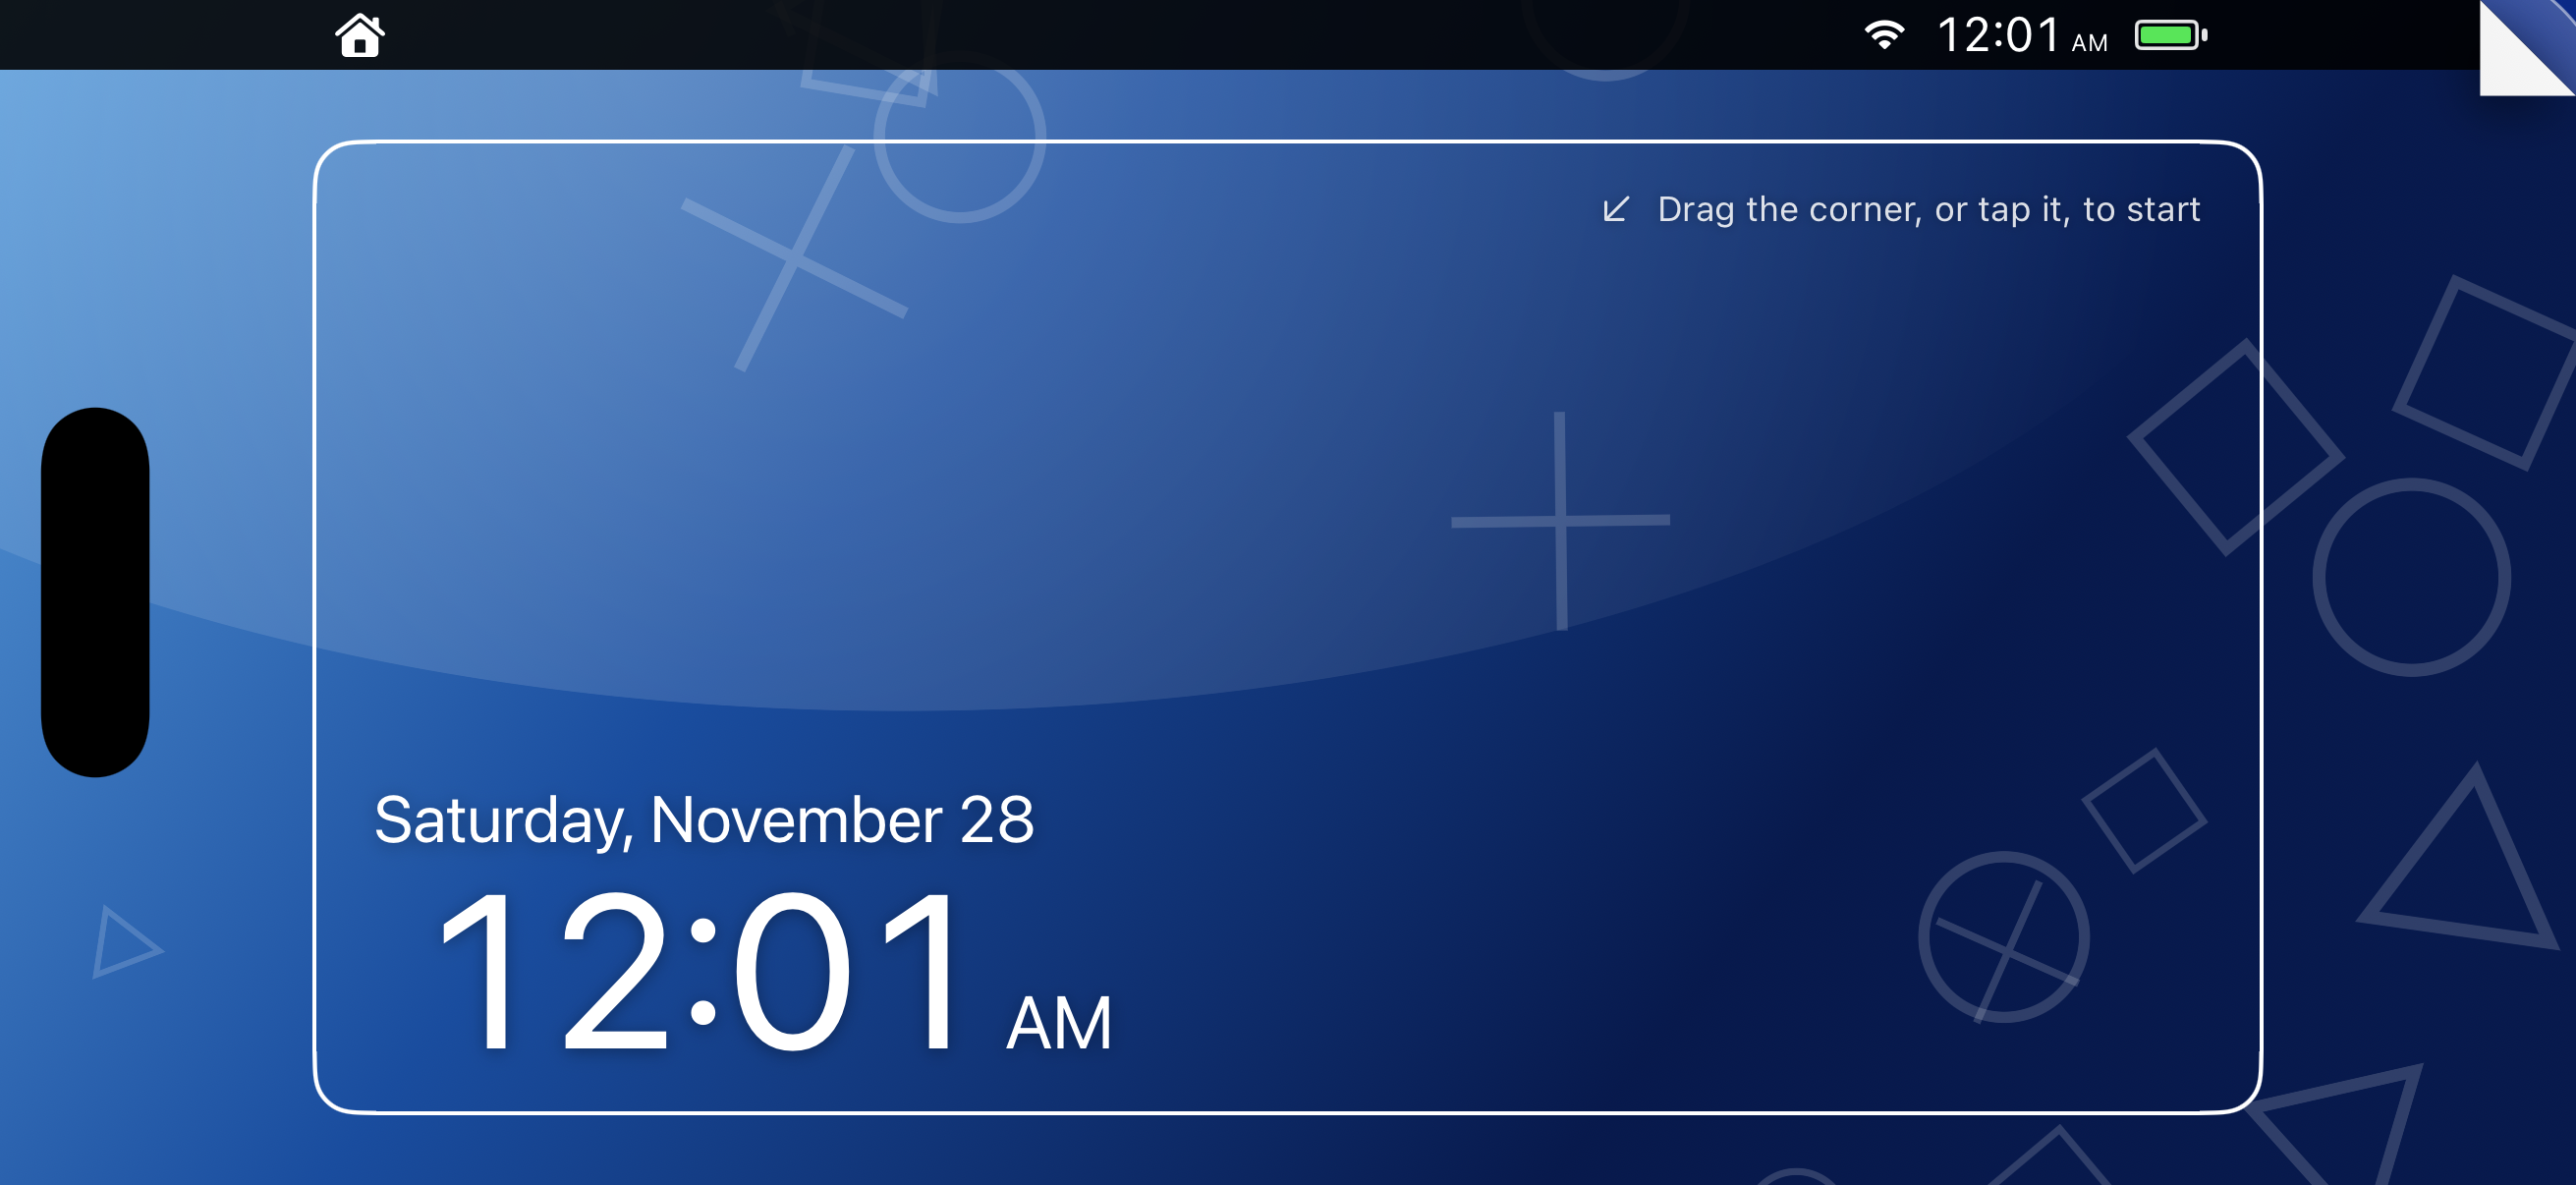 12:01 AM
Drag the corner, or tap it, to start
Saturday, November 28
12:01 AM